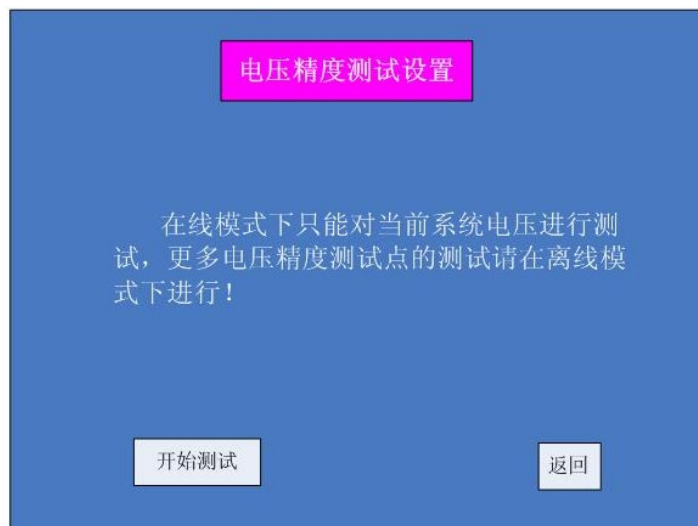 电压精度测试设置
在线模式下只能对当前系统电压进行测
试，更多电压精度测试点的测试请在离线模
式下进行！
开始测试
返回